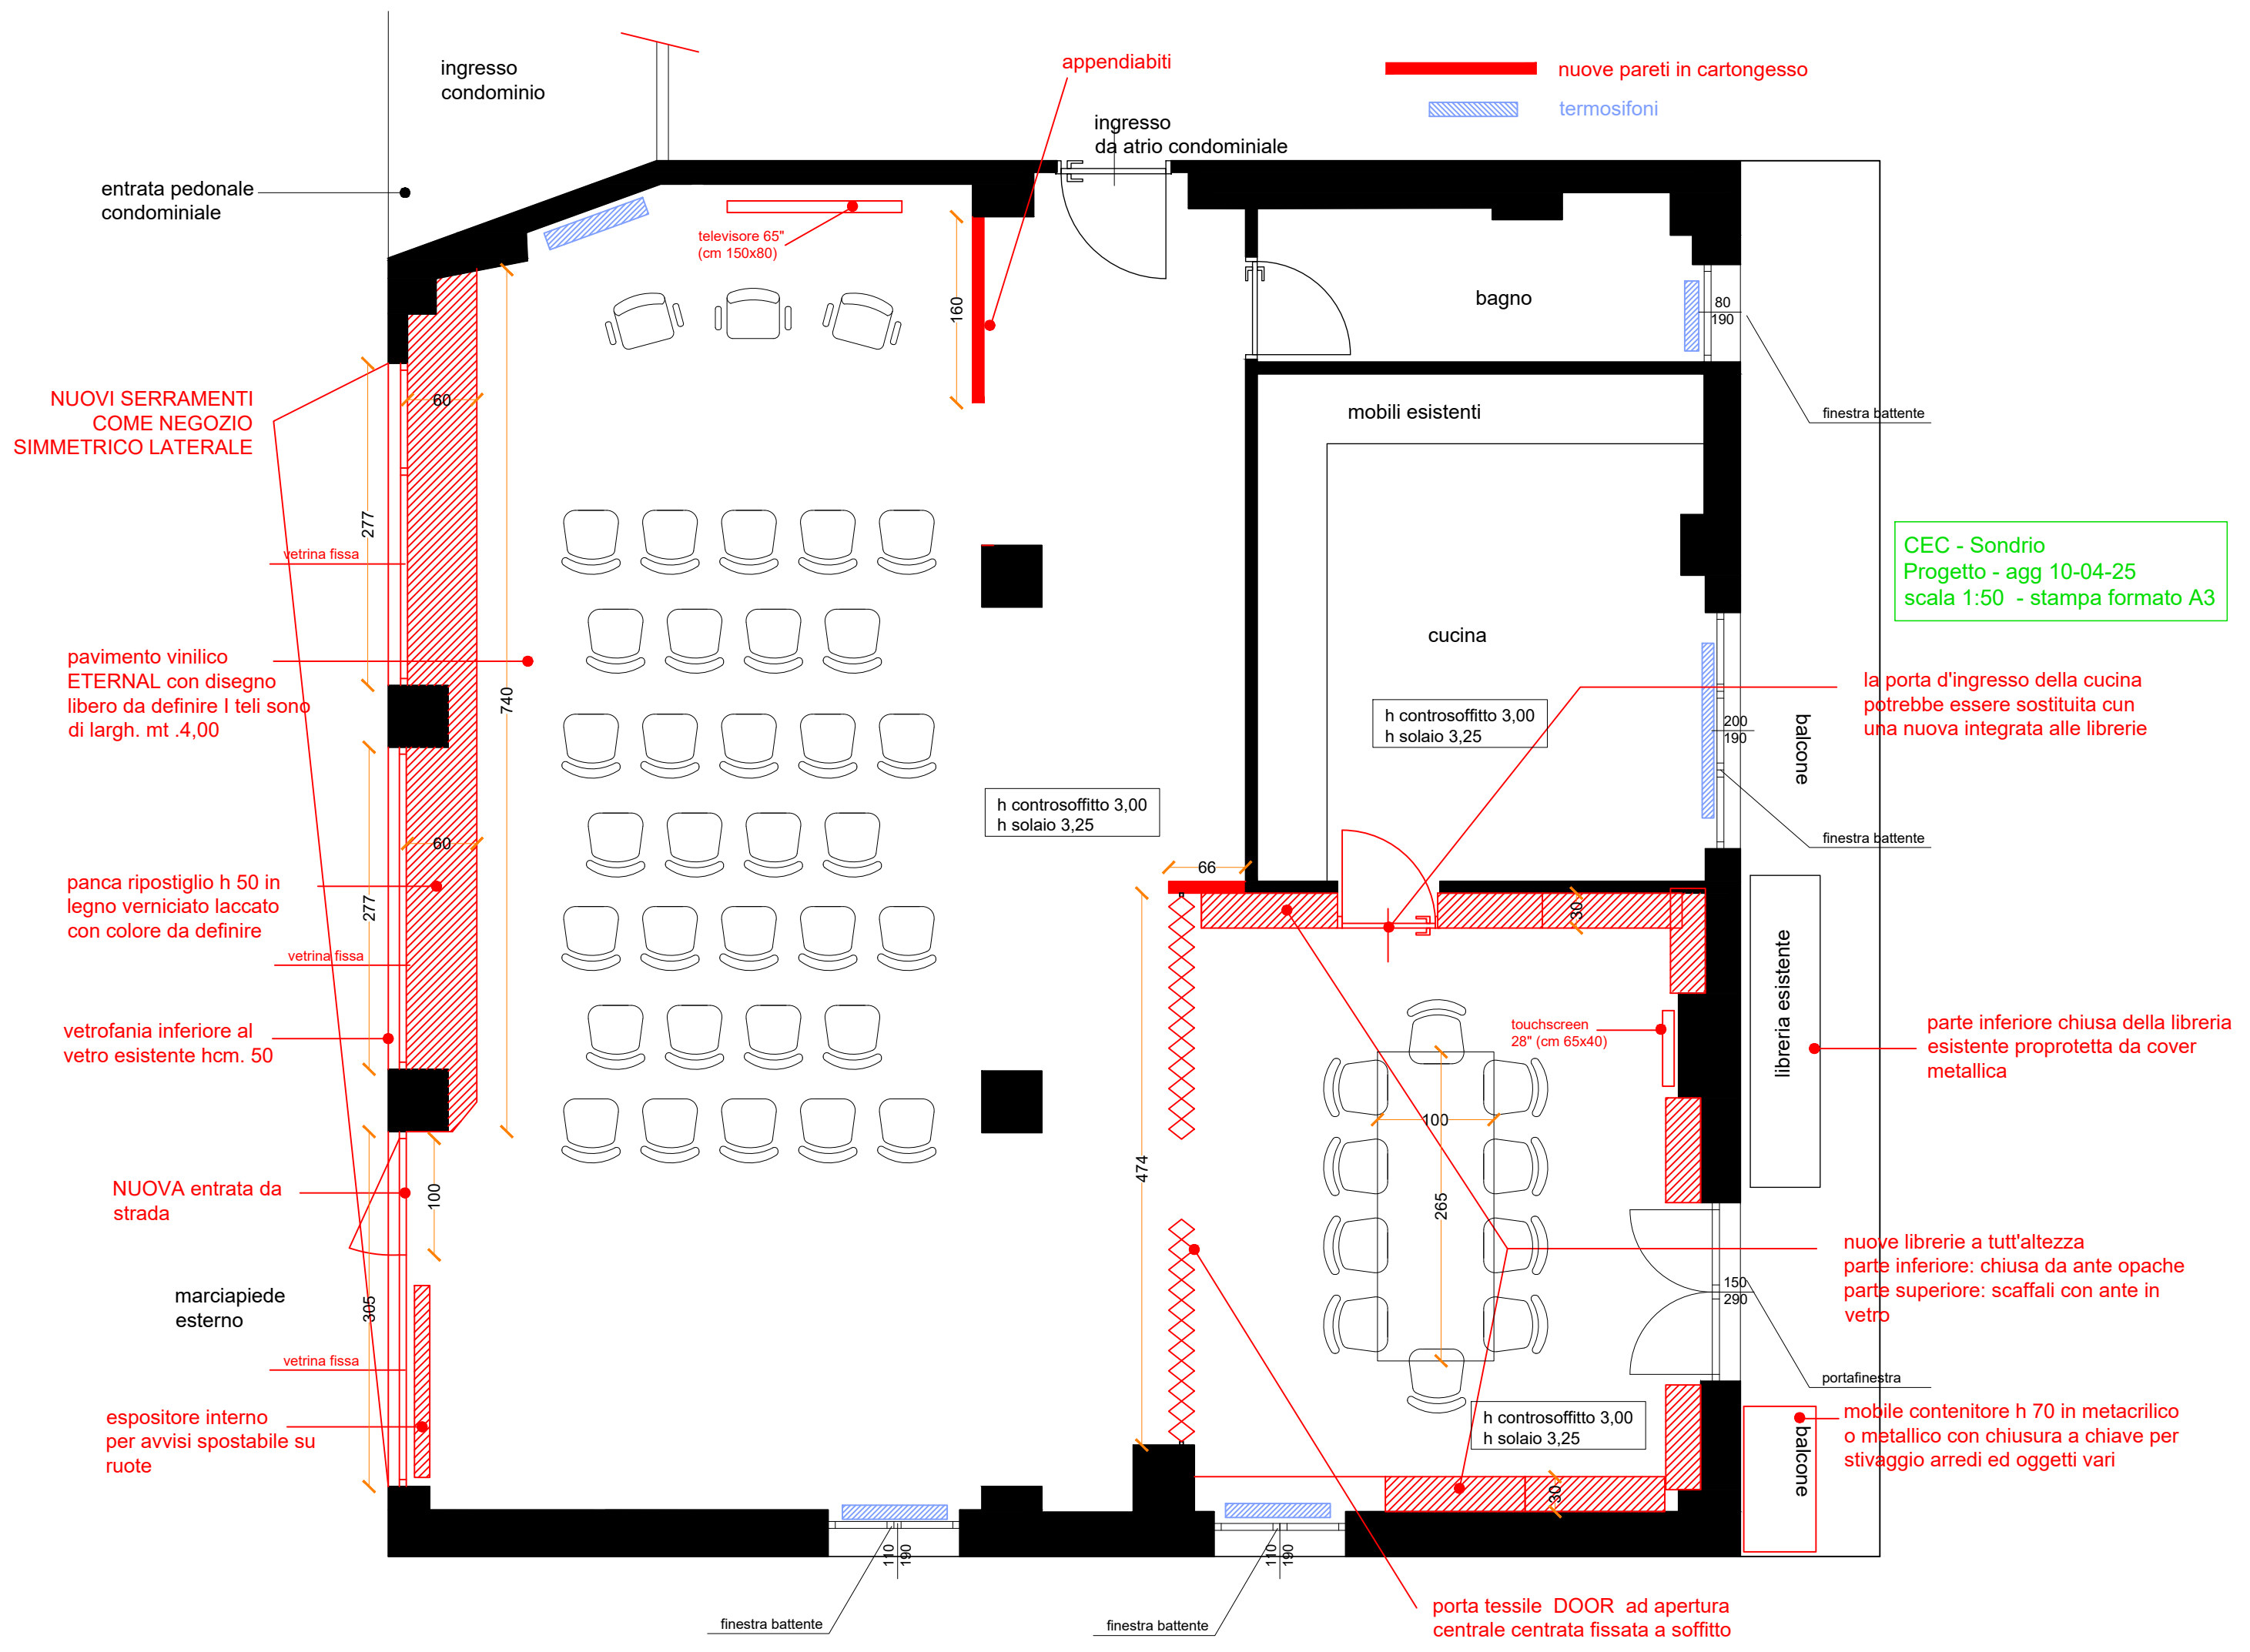 ingresso
condominio
appendiabiti
nuove pareti in cartongesso
termosifoni
ingresso
da atrio condominiale
entrata pedonale
condominiale
televisore 65"
(cm 150x80)
160
bagno
80
190
finestra battente
mobili esistenti
NUOVI SERRAMENTI
COME NEGOZIO
SIMMETRICO LATERALE
60
277
vetrina fissa
CEC - Sondrio
Progetto - agg 10-04-25
scala 1:50  - stampa formato A3
cucina
pavimento vinilico
ETERNAL con disegno
libero da definire I teli sono
di largh. mt .4,00
740
la porta d'ingresso della cucina
potrebbe essere sostituita cun
una nuova integrata alle librerie
h controsoffitto 3,00
h solaio 3,25
200
190
balcone
finestra battente
h controsoffitto 3,00
h solaio 3,25
60
66
panca ripostiglio h 50 in
legno verniciato laccato
con colore da definire
277
30
vetrina fissa
vetrofania inferiore al
vetro esistente hcm. 50
touchscreen
28" (cm 65x40)
libreria esistente
parte inferiore chiusa della libreria
esistente proprotetta da cover
metallica
100
474
265
NUOVA entrata da
strada
100
marciapiede
esterno
305
nuove librerie a tutt'altezza
parte inferiore: chiusa da ante opache
parte superiore: scaffali con ante in
vetro
150
290
vetrina fissa
portafinestra
espositore interno
per avvisi spostabile su
ruote
h controsoffitto 3,00
h solaio 3,25
balcone
mobile contenitore h 70 in metacrilico
o metallico con chiusura a chiave per
stivaggio arredi ed oggetti vari
30
110
190
110
190
finestra battente
finestra battente
porta tessile  DOOR  ad apertura
centrale centrata fissata a soffitto